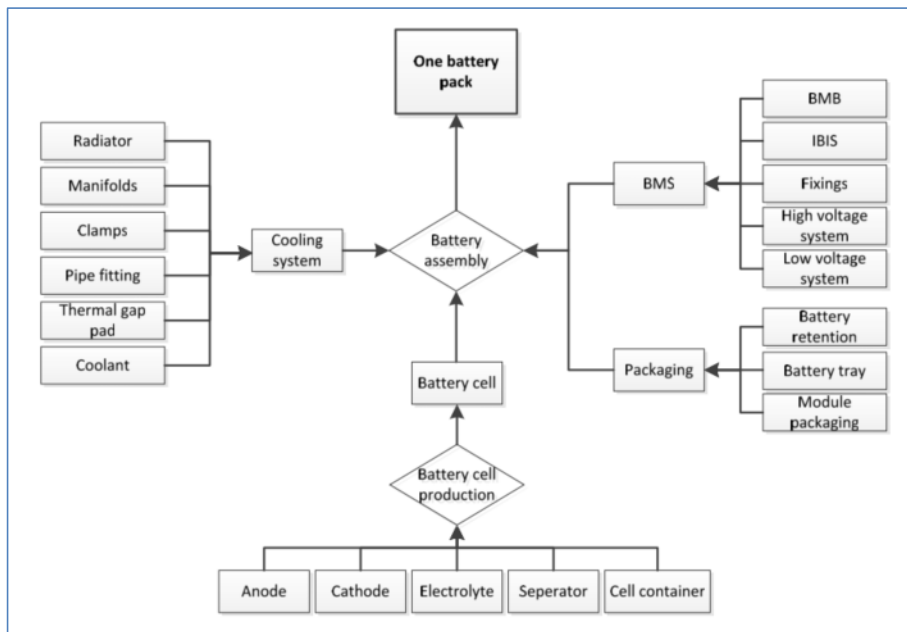 One battery
pack
Radiator
Manifolds
Clamps
Pipe fitting
Thermal gap
pad
Coolant
Cooling
system
Battery
assembly
BMS
BMB
IBIS
Fixings
High voltage
system
Low voltage
system
Packaging
Battery
retention
Battery tray
Module
packaging
Battery cell
Battery cell
production
Anode
Cathode
Electrolyte
Seperator
Cell container